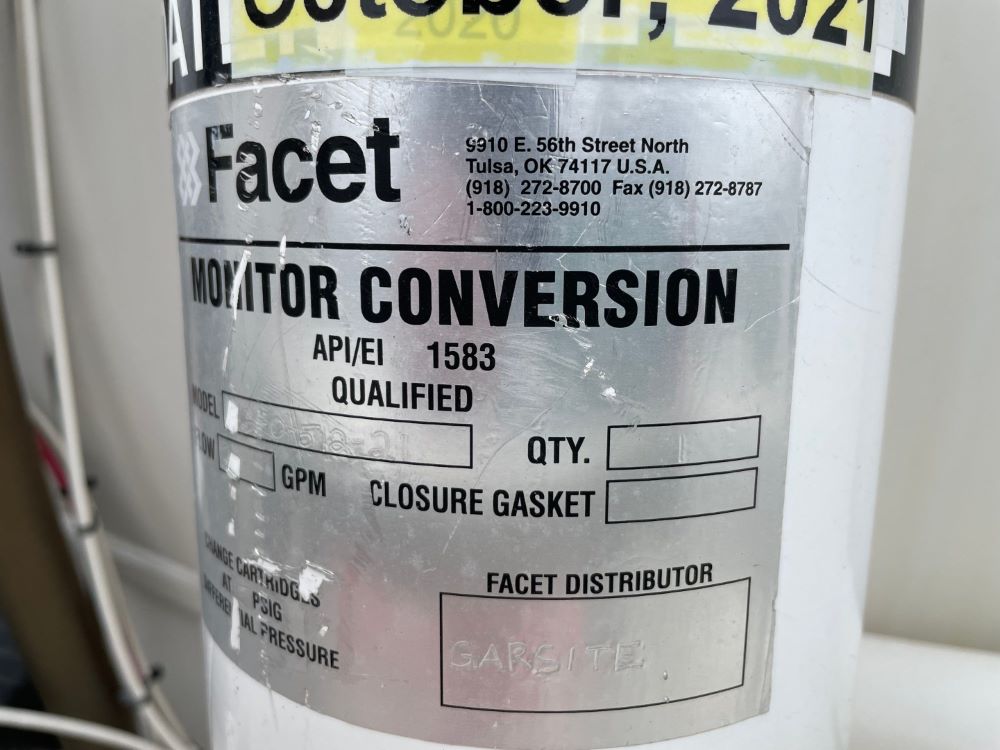 October, 2021
2020
Facet
9910 E. 56th Street North
Tulsa, OK 74117 U.S.A.
(918) 272-8700 Fax (918) 272-8787
1-800-223-9910
MONITOR CONVERSION
API/EI 1583
QUALIFIED
MODEL
QTY. 1
FLOW GPM
CLOSURE GASKET
CHANGE CARTRIDGES
AT PSIG
DIFFERENTIAL PRESSURE
FACET DISTRIBUTOR
GARSITE